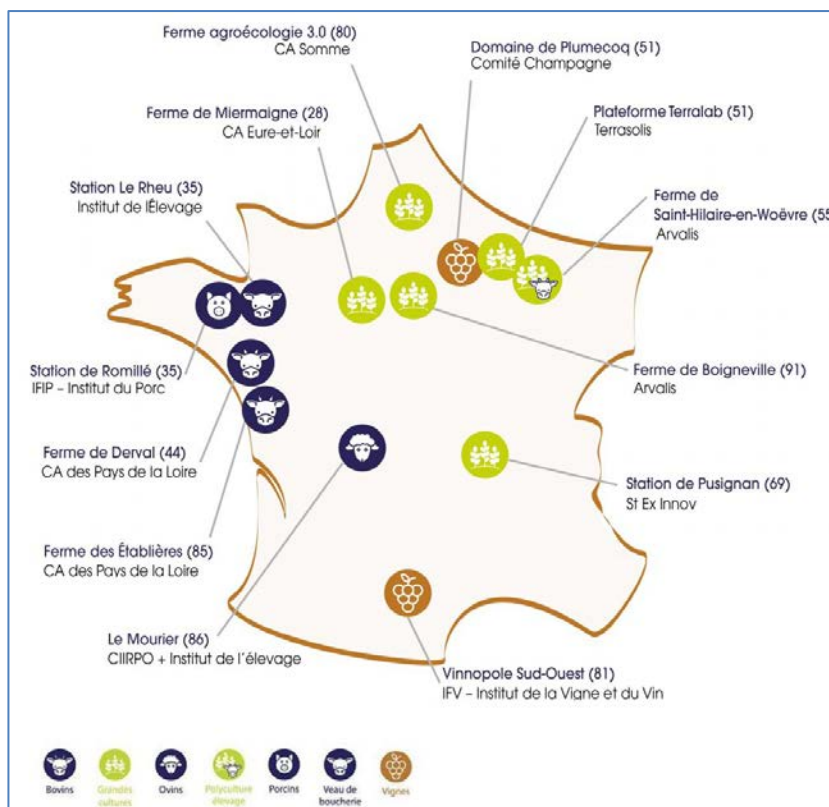 Ferme agroécologie 3.0 (80)
CA Somme
Domaine de Plumecoq (51)
Comité Champagne
Ferme de Miermaigne (28)
CA Eure-et-Loir
Plateforme Terralab (51)
Terrasolis
Station Le Rheu (35)
Institut de lÉlevage
Ferme de
Saint-Hilaire-en-Woëvre (55
Arvalis
Station de Romillé (35)
IFIP – Institut du Porc
Ferme de Boigneville (91)
Arvalis
Ferme de Derval (44)
CA des Pays de la Loire
Station de Pusignan (69)
St Ex Innov
Ferme des Établières (85)
CA des Pays de la Loire
Le Mourier (86)
CIIRPO + Institut de l'élevage
Vinnopole Sud-Ouest (81)
IFV – Institut de la Vigne et du Vin
Bovins
Grandes
cultures
Ovins
Polyculture
élevage
Porcins
Veau de
boucherie
Vignes